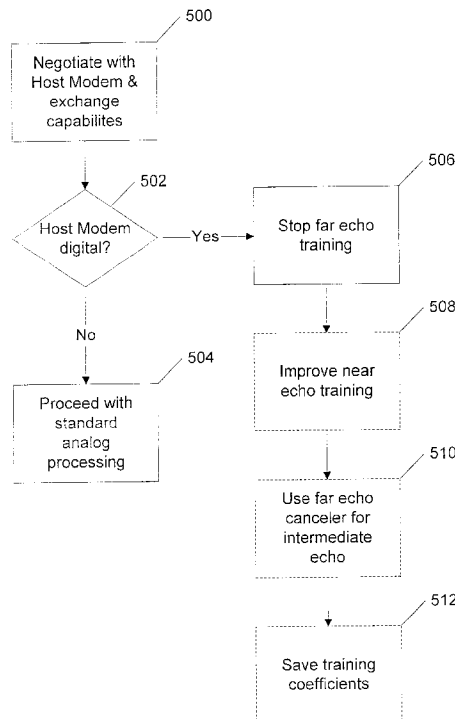 500
Negotiate with
Host Modem &
exchange
capabilites
502
Host Modem
digital?
Yes
506
Stop far echo
training
No
508
Improve near
echo training
504
Proceed with
standard
analog
processing
510
Use far echo
canceler for
intermediate
echo
512
Save training
coefficients